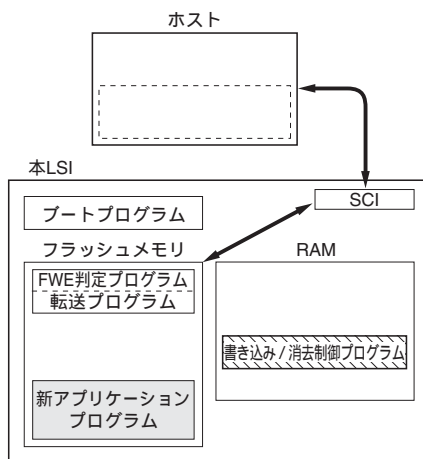 ホスト
本LSI
SCI
ブートプログラム
フラッシュメモリ
RAM
FWE判定プログラム
転送プログラム
書き込み/消去制御プログラム
新アプリケーション
プログラム